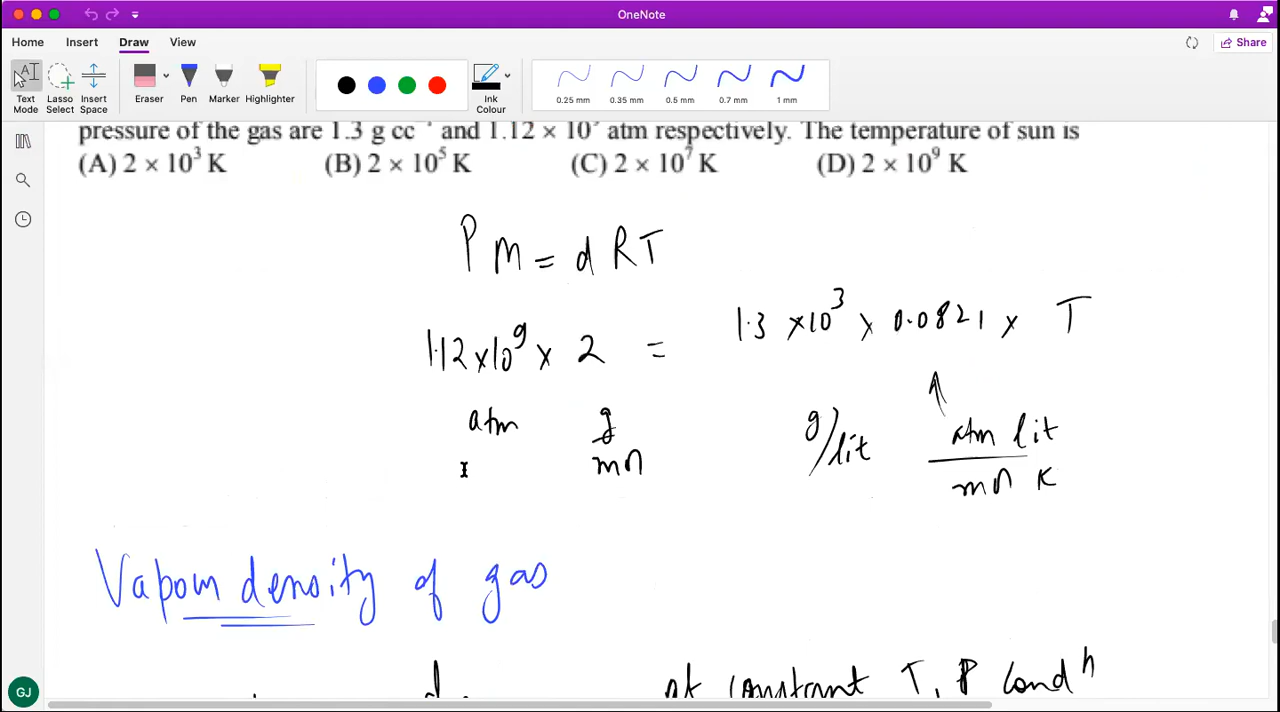 OneNote
Home Insert Draw View Share
Text Mode Lasso Select Insert Space Eraser Pen Marker Highlighter Ink Colour 0.25 mm 0.35 mm 0.5 mm 0.7 mm 1 mm
pressure of the gas are 1.3 g cc⁻ and 1.12 × 10⁹ atm respectively. The temperature of sun is
(A) 2 × 10³ K (B) 2 × 10⁵ K (C) 2 × 10⁷ K (D) 2 × 10⁹ K
PM = dRT
1.12 × 10⁹ × 2 = 1.3 × 10³ × 0.0821 × T
atm g/mol g/lit atm lit/mol K
Vapour density of gas
d at constant T, P condⁿ
GJ